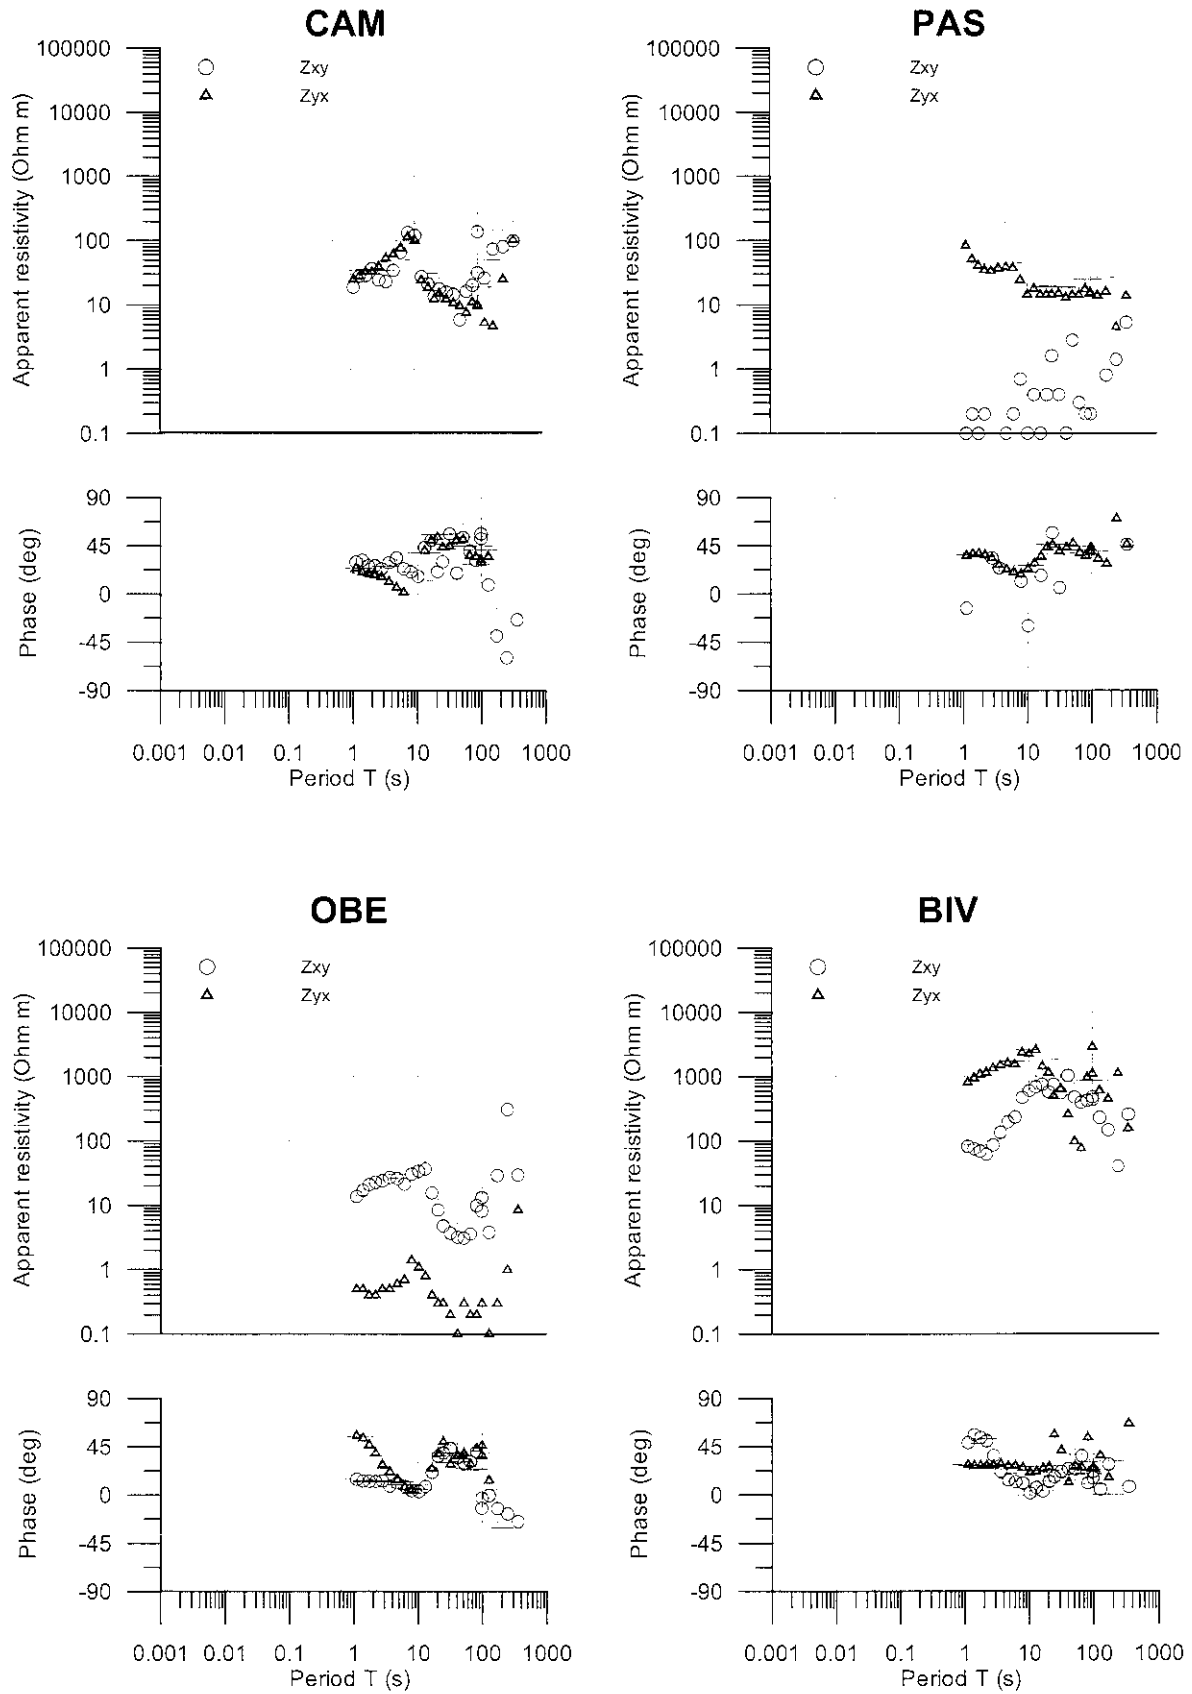 CAM
Zxy
Zyx
100000
10000
1000
100
10
1
0.1
Apparent resistivity (Ohm m)
90
45
0
-45
-90
Phase (deg)
0.001 0.01 0.1 1 10 100 1000
Period T (s)
PAS
Zxy
Zyx
100000
10000
1000
100
10
1
0.1
Apparent resistivity (Ohm m)
90
45
0
-45
-90
Phase (deg)
0.001 0.01 0.1 1 10 100 1000
Period T (s)
OBE
Zxy
Zyx
100000
10000
1000
100
10
1
0.1
Apparent resistivity (Ohm m)
90
45
0
-45
-90
Phase (deg)
0.001 0.01 0.1 1 10 100 1000
Period T (s)
BIV
Zxy
Zyx
100000
10000
1000
100
10
1
0.1
Apparent resistivity (Ohm m)
90
45
0
-45
-90
Phase (deg)
0.001 0.01 0.1 1 10 100 1000
Period T (s)